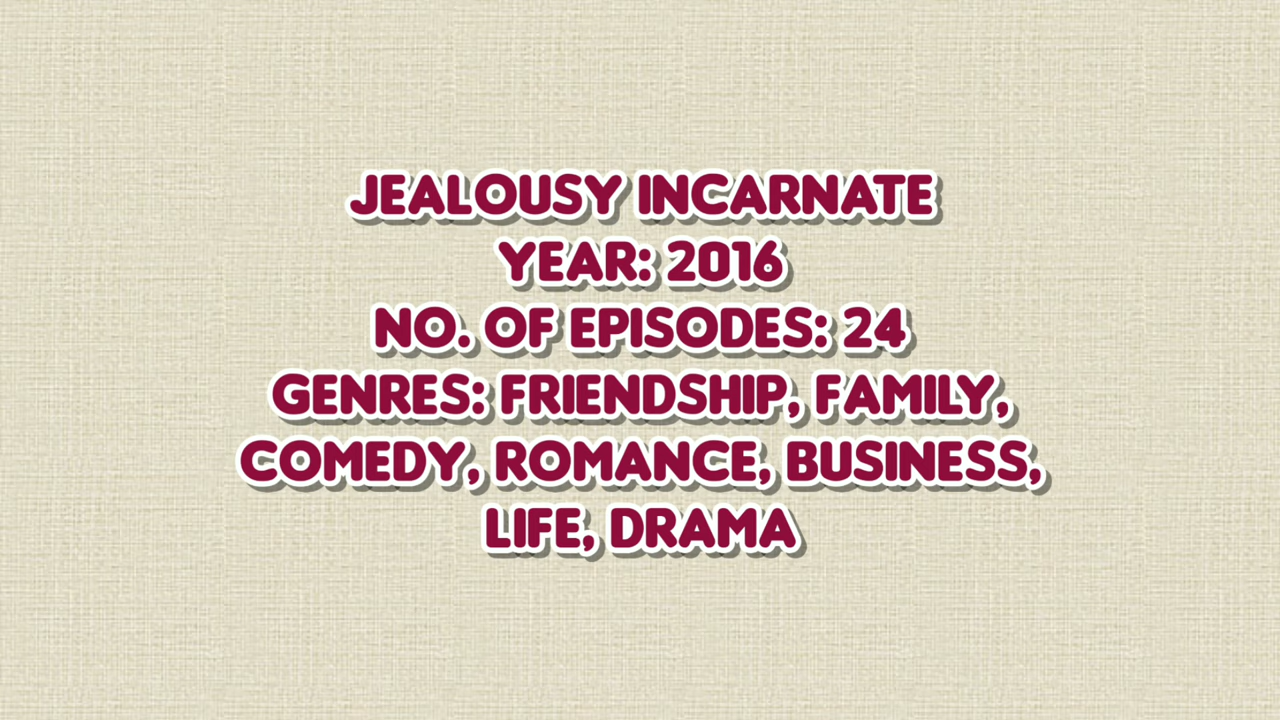 JEALOUSY INCARNATE
YEAR: 2016
NO. OF EPISODES: 24
GENRES: FRIENDSHIP, FAMILY,
COMEDY, ROMANCE, BUSINESS,
LIFE, DRAMA